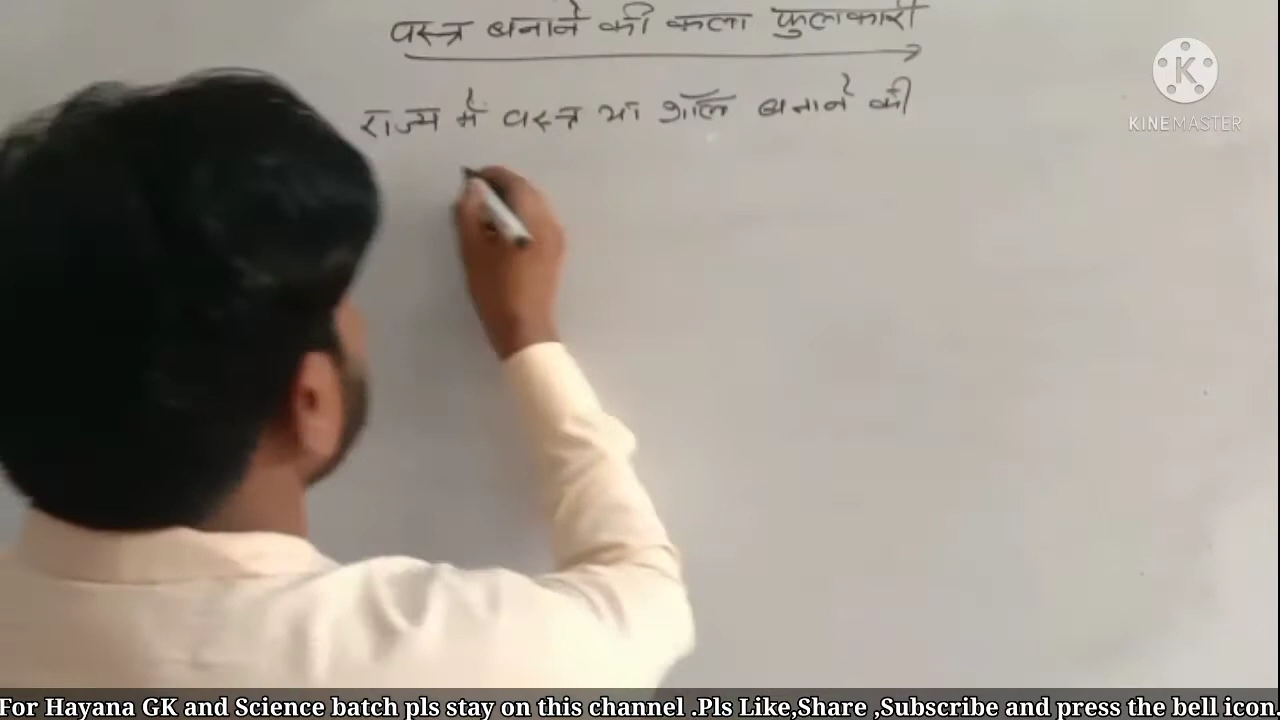 वस्त्र बनाने की कला फुलकारी
राज्य में वस्त्र या शॉल बनाने की
KINEMASTER
For Hayana GK and Science batch pls stay on this channel .Pls Like,Share ,Subscribe and press the bell icon.